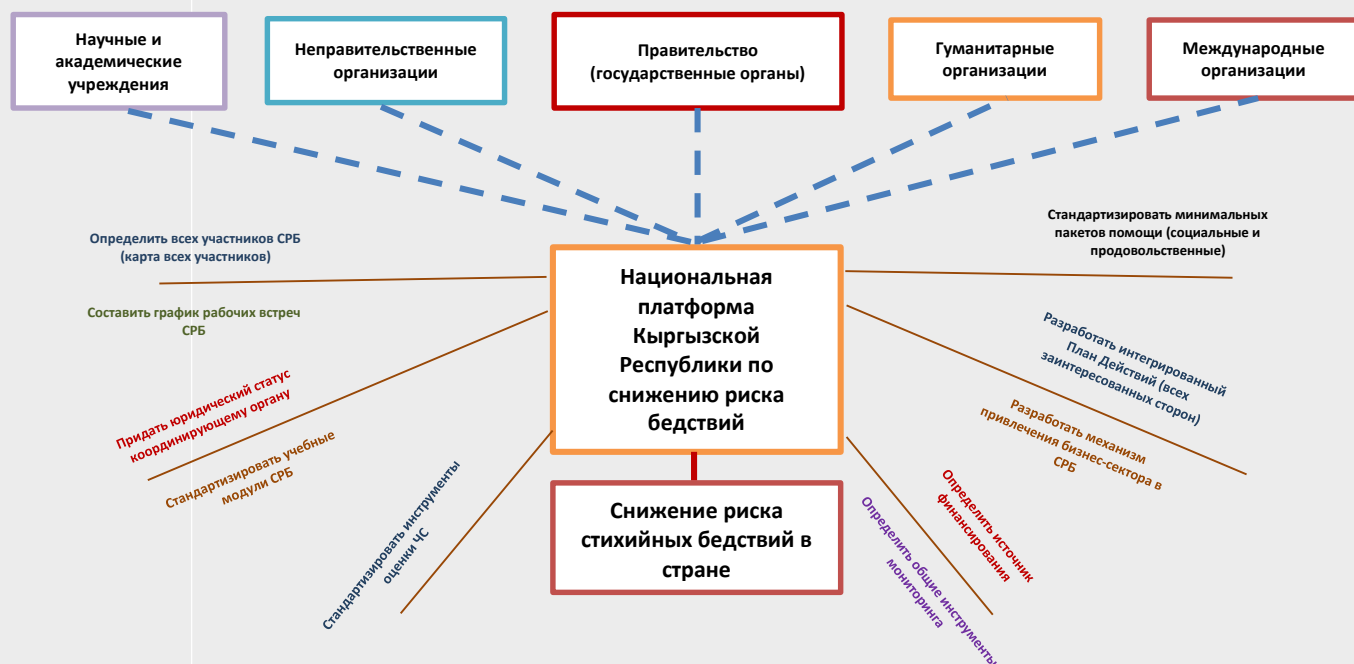 Научные и
академические
учреждения
Неправительственные
организации
Правительство
(государственные органы)
Гуманитарные
организации
Международные
организации
Определить всех участников СРБ
(карта всех участников)
Составить график рабочих встреч
СРБ
Придать юридический статус
координирующему органу
Стандартизировать учебные
модули СРБ
Стандартизировать инструменты
оценки ЧС
Национальная
платформа
Кыргызской
Республики по
снижению риска
бедствий
Снижение риска
стихийных бедствий в
стране
Стандартизировать минимальных
пакетов помощи (социальные и
продовольственные)
Разработать интегрированный
План Действий (всех
заинтересованных сторон)
Разработать механизм
привлечения бизнес-сектора в
СРБ
Определить источник
финансирования
Определить общие инструменты
мониторинга